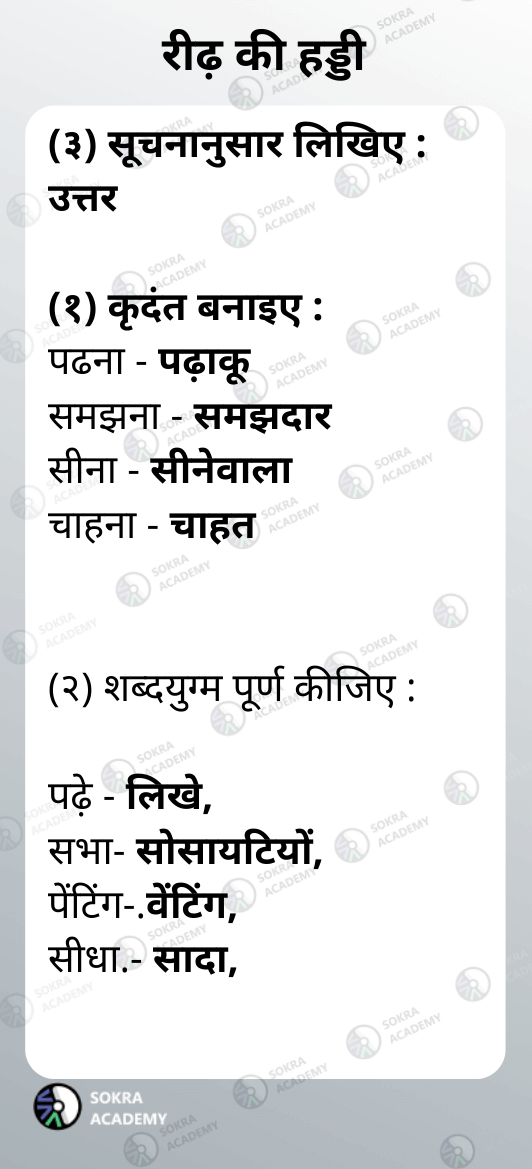 रीढ़ की हड्डी
(३) सूचनानुसार लिखिए :
उत्तर
(१) कृदंत बनाइए :
पढना - पढ़ाकू
समझना - समझदार
सीना - सीनेवाला
चाहना - चाहत
(२) शब्दयुग्म पूर्ण कीजिए :
पढ़े - लिखे,
सभा- सोसायटियों,
पेंटिंग-.वेंटिंग,
सीधा.- सादा,
SOKRA
ACADEMY